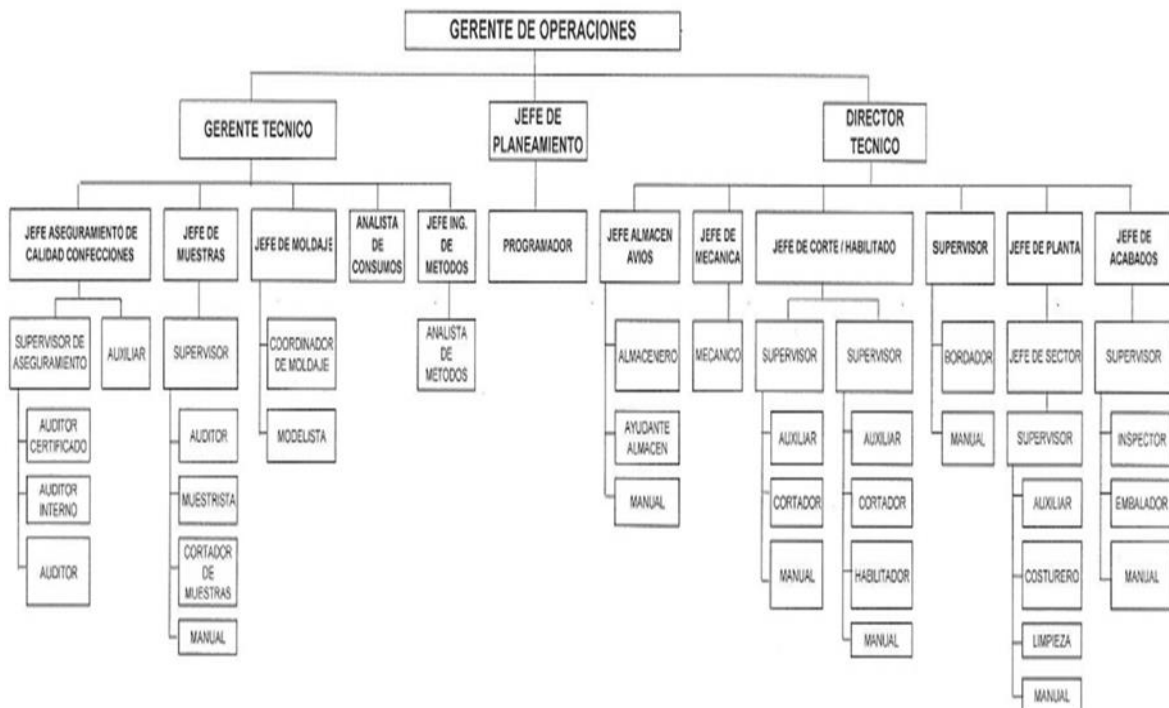 GERENTE DE OPERACIONES
GERENTE TECNICO
JEFE DE
PLANEAMIENTO
DIRECTOR
TECNICO
JEFE ASEGURAMIENTO DE
CALIDAD CONFECCIONES
JEFE DE
MUESTRAS
JEFE DE MOLDAJE
ANALISTA
DE
CONSUMOS
JEFE ING.
DE
METODOS
PROGRAMADOR
JEFE ALMACEN
AVIOS
JEFE DE
MECANICA
JEFE DE CORTE / HABILITADO
SUPERVISOR
JEFE DE PLANTA
JEFE DE
ACABADOS
SUPERVISOR DE
ASEGURAMIENTO
AUXILIAR
SUPERVISOR
COORDINADOR
DE MOLDAJE
ANALISTA
DE
METODOS
ALMACENERO
MECANICO
SUPERVISOR
SUPERVISOR
BORDADOR
JEFE DE SECTOR
SUPERVISOR
AUDITOR
CERTIFICADO
AUDITOR
MODELISTA
AYUDANTE
ALMACEN
AUXILIAR
AUXILIAR
MANUAL
SUPERVISOR
INSPECTOR
AUDITOR
INTERNO
MUESTRISTA
MANUAL
CORTADOR
CORTADOR
AUXILIAR
EMBALADOR
AUDITOR
CORTADOR
DE
MUESTRAS
MANUAL
HABILITADOR
COSTURERO
MANUAL
MANUAL
MANUAL
LIMPIEZA
MANUAL